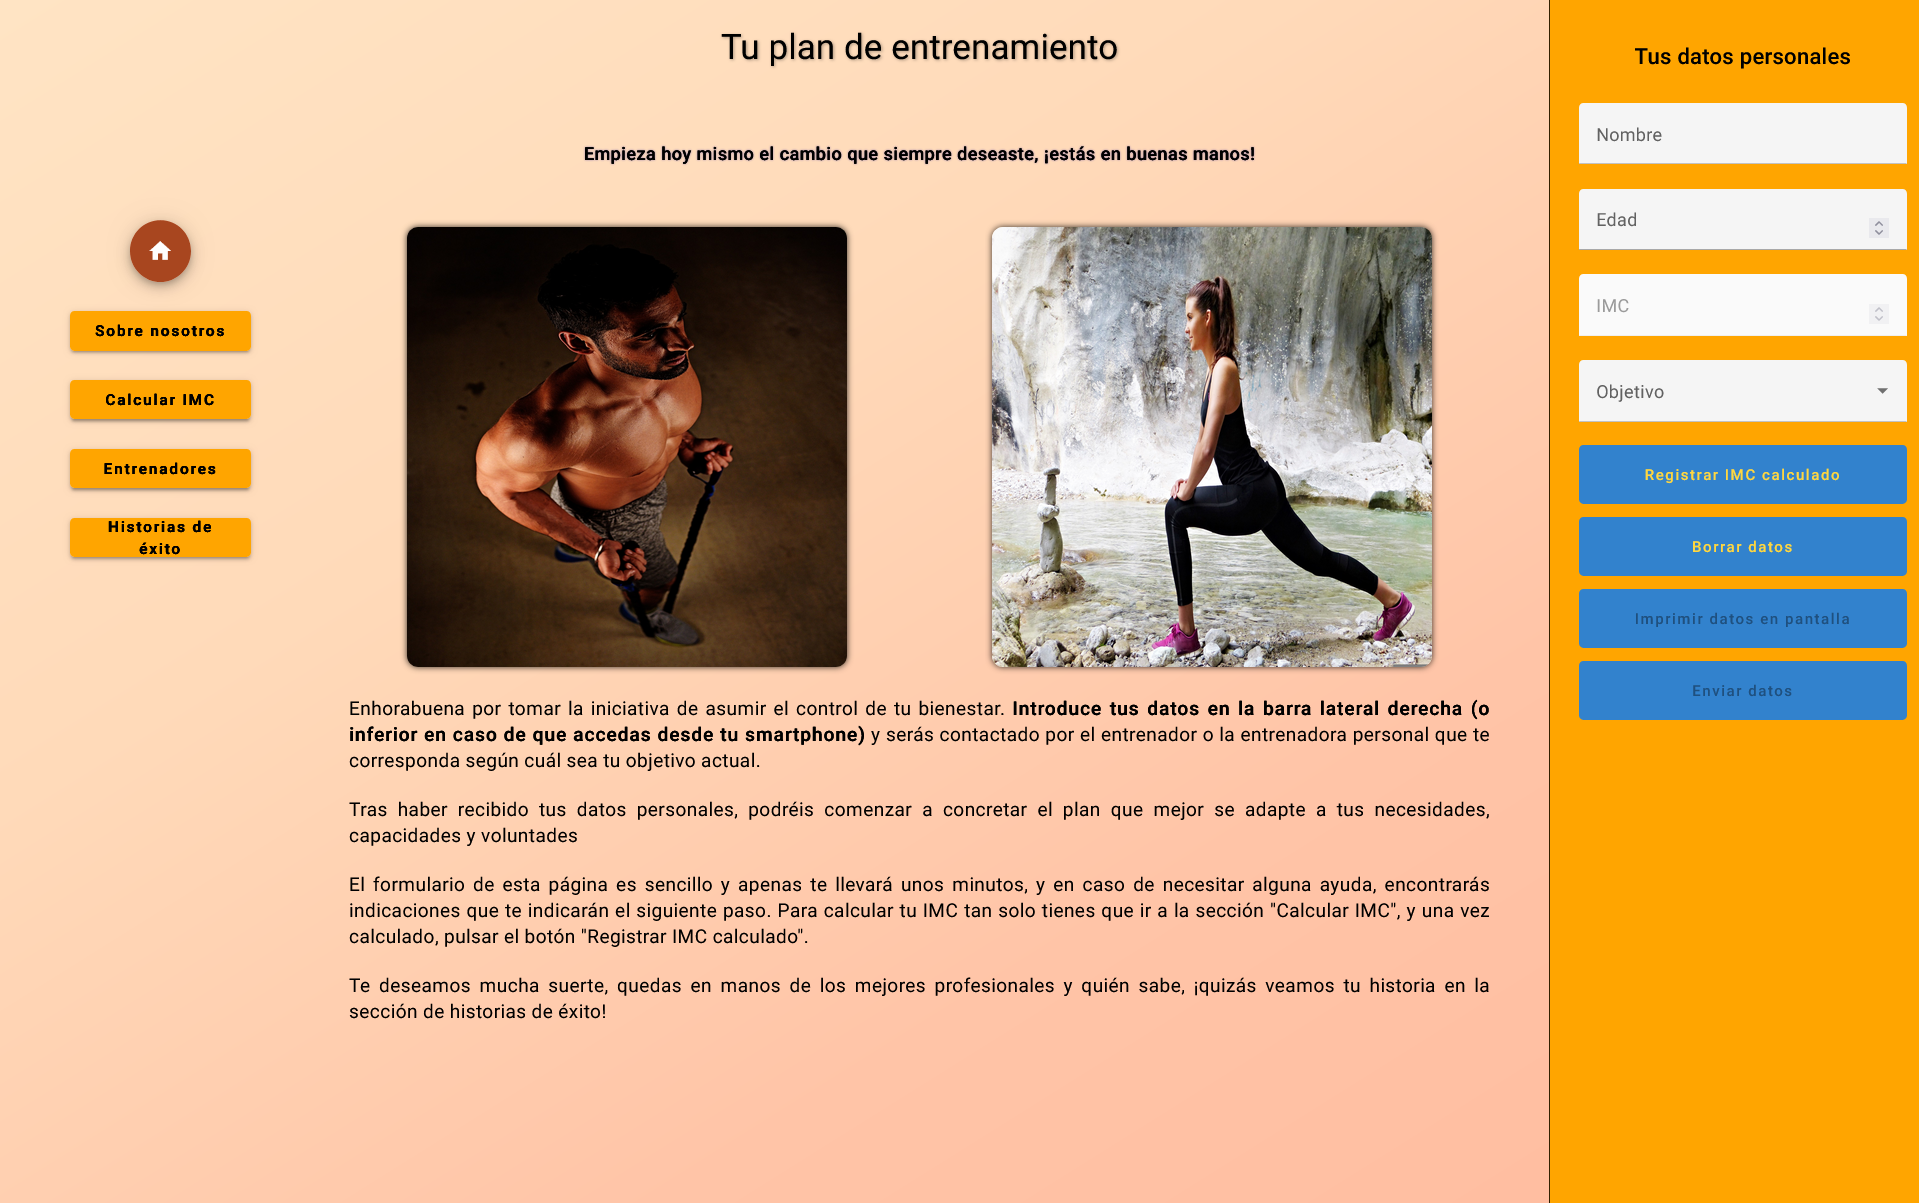 Tu plan de entrenamiento
Empieza hoy mismo el cambio que siempre deseaste, ¡estás en buenas manos!
Sobre nosotros
Calcular IMC
Entrenadores
Historias de
éxito
Enhorabuena por tomar la iniciativa de asumir el control de tu bienestar. Introduce tus datos en la barra lateral derecha (o
inferior en caso de que accedas desde tu smartphone) y serás contactado por el entrenador o la entrenadora personal que te
corresponda según cuál sea tu objetivo actual.
Tras haber recibido tus datos personales, podréis comenzar a concretar el plan que mejor se adapte a tus necesidades,
capacidades y voluntades
El formulario de esta página es sencillo y apenas te llevará unos minutos, y en caso de necesitar alguna ayuda, encontrarás
indicaciones que te indicarán el siguiente paso. Para calcular tu IMC tan solo tienes que ir a la sección "Calcular IMC", y una vez
calculado, pulsar el botón "Registrar IMC calculado".
Te deseamos mucha suerte, quedas en manos de los mejores profesionales y quién sabe, ¡quizás veamos tu historia en la
sección de historias de éxito!
Tus datos personales
Nombre
Edad
IMC
Objetivo
Registrar IMC calculado
Borrar datos
Imprimir datos en pantalla
Enviar datos